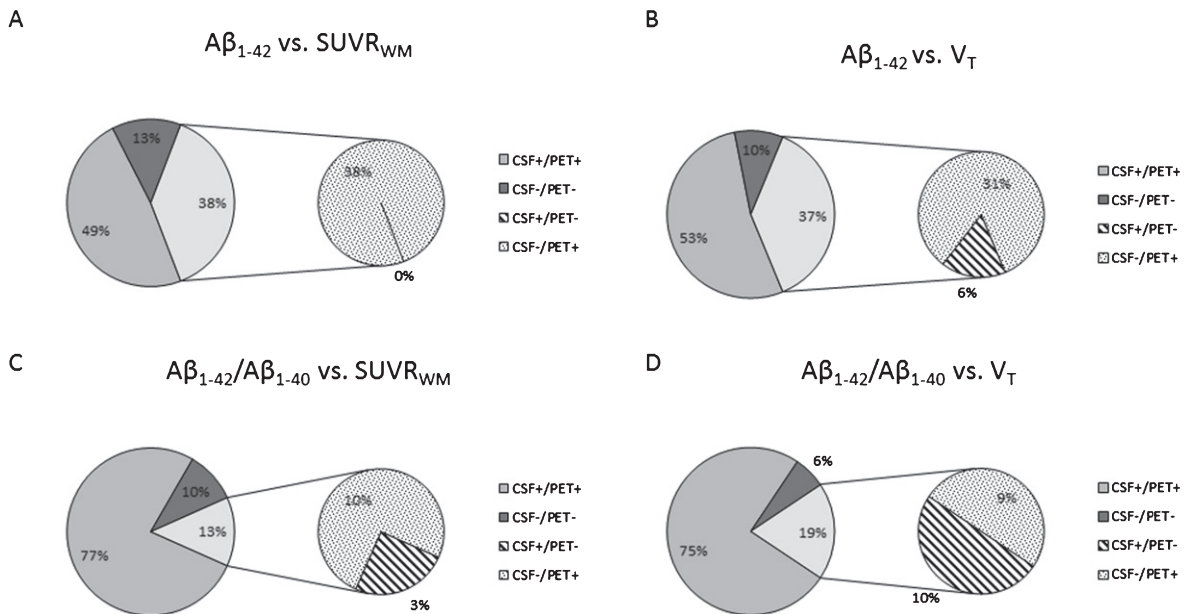 A
Aβ1-42 vs. SUVRWM
13%
38%
49%
38%
0%
CSF+/PET+
CSF-/PET-
CSF+/PET-
CSF-/PET+
B
Aβ1-42 vs. VT
10%
37%
53%
31%
6%
CSF+/PET+
CSF-/PET-
CSF+/PET-
CSF-/PET+
C
Aβ1-42/Aβ1-40 vs. SUVRWM
10%
13%
77%
10%
3%
CSF+/PET+
CSF-/PET-
CSF+/PET-
CSF-/PET+
D
Aβ1-42/Aβ1-40 vs. VT
6%
19%
75%
9%
10%
CSF+/PET+
CSF-/PET-
CSF+/PET-
CSF-/PET+